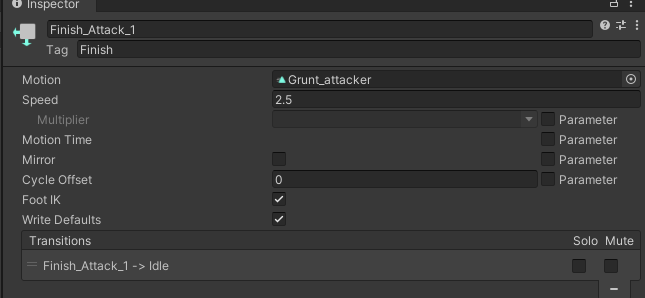 Inspector
Finish_Attack_1
Tag Finish
Motion Grunt_attacker
Speed 2.5
Multiplier Parameter
Motion Time Parameter
Mirror Parameter
Cycle Offset 0 Parameter
Foot IK
Write Defaults
Transitions Solo Mute
Finish_Attack_1 -> Idle